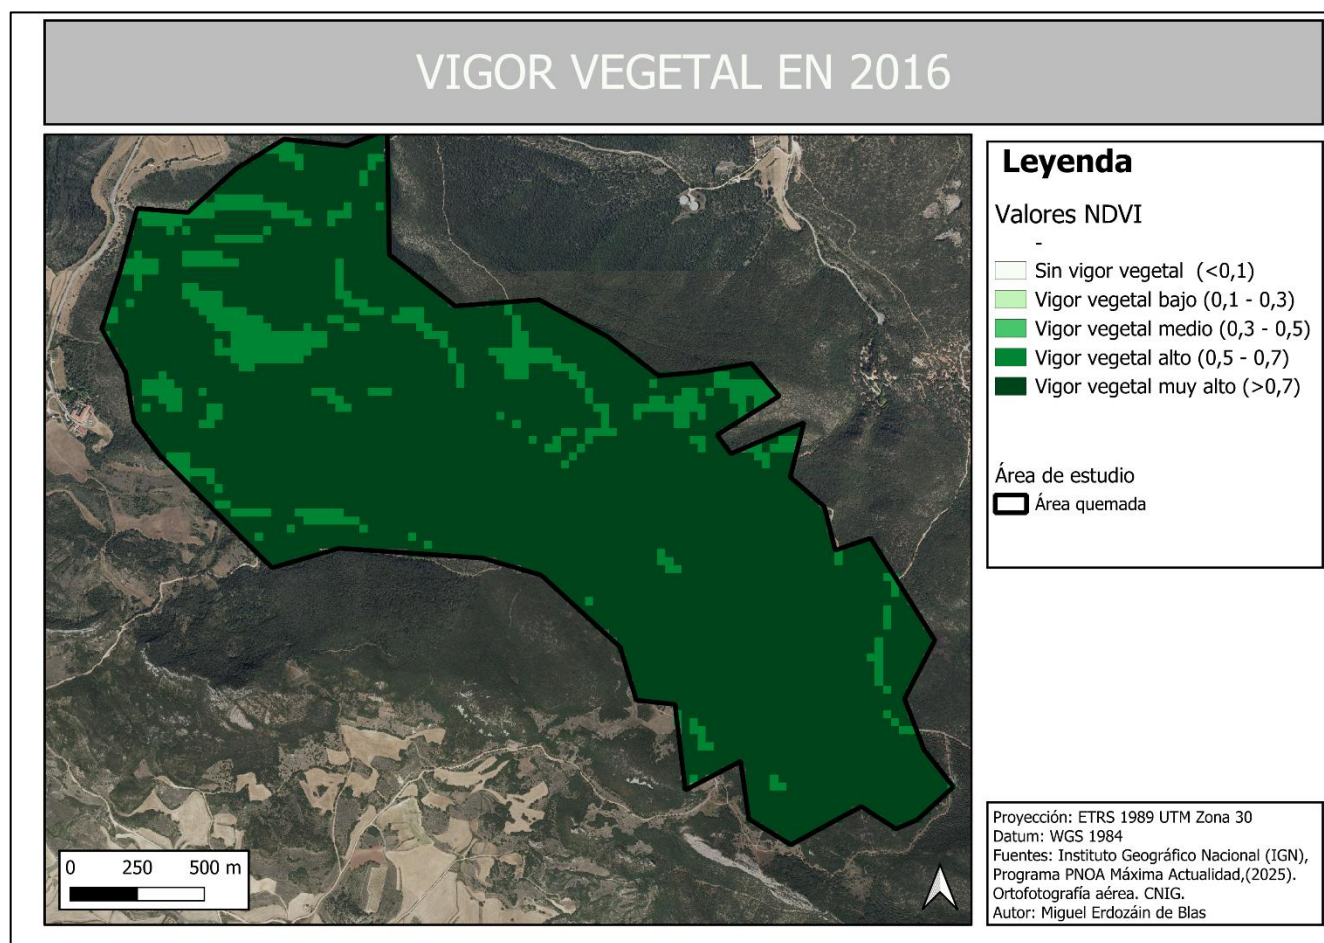 VIGOR VEGETAL EN 2016
Leyenda
Valores NDVI
-
Sin vigor vegetal (<0,1)
Vigor vegetal bajo (0,1 - 0,3)
Vigor vegetal medio (0,3 - 0,5)
Vigor vegetal alto (0,5 - 0,7)
Vigor vegetal muy alto (>0,7)
Área de estudio
Área quemada
0 250 500 m
Proyección: ETRS 1989 UTM Zona 30
Datum: WGS 1984
Fuentes: Instituto Geográfico Nacional (IGN),
Programa PNOA Máxima Actualidad,(2025).
Ortofotografía aérea. CNIG.
Autor: Miguel Erdozáin de Blas